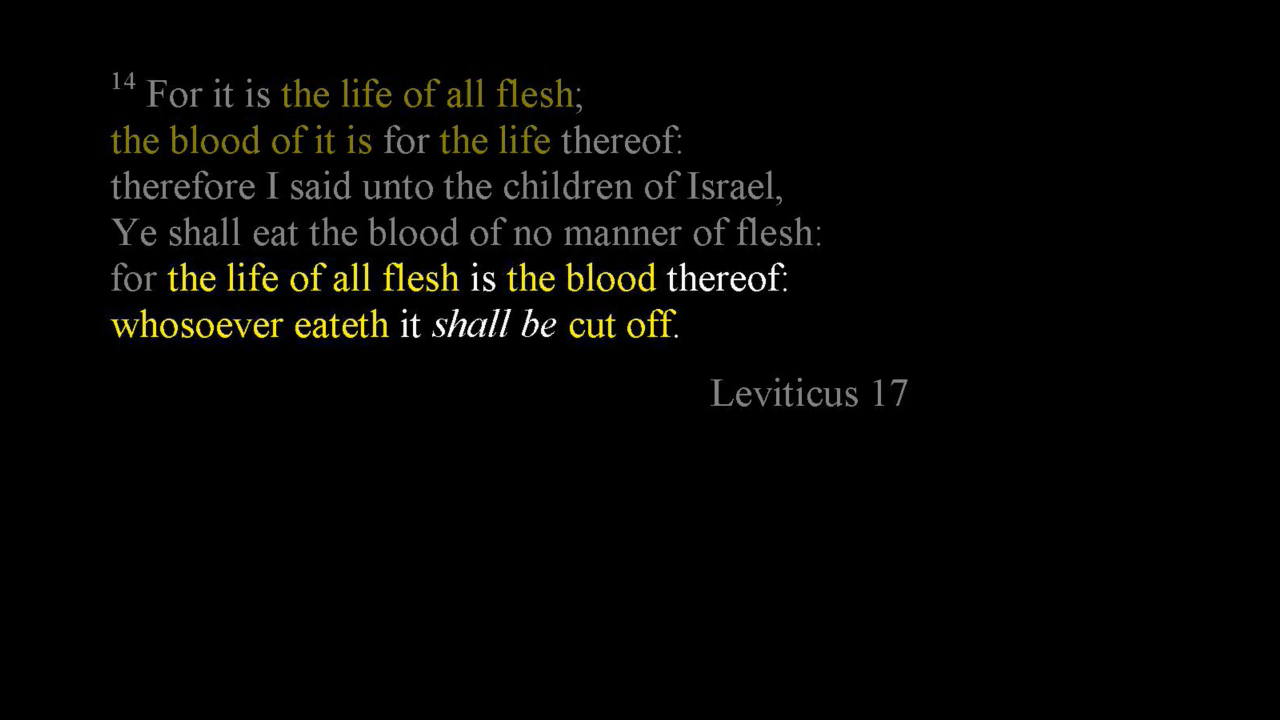 14 For it is the life of all flesh;
the blood of it is for the life thereof:
therefore I said unto the children of Israel,
Ye shall eat the blood of no manner of flesh:
for the life of all flesh is the blood thereof:
whosoever eateth it shall be cut off.
Leviticus 17